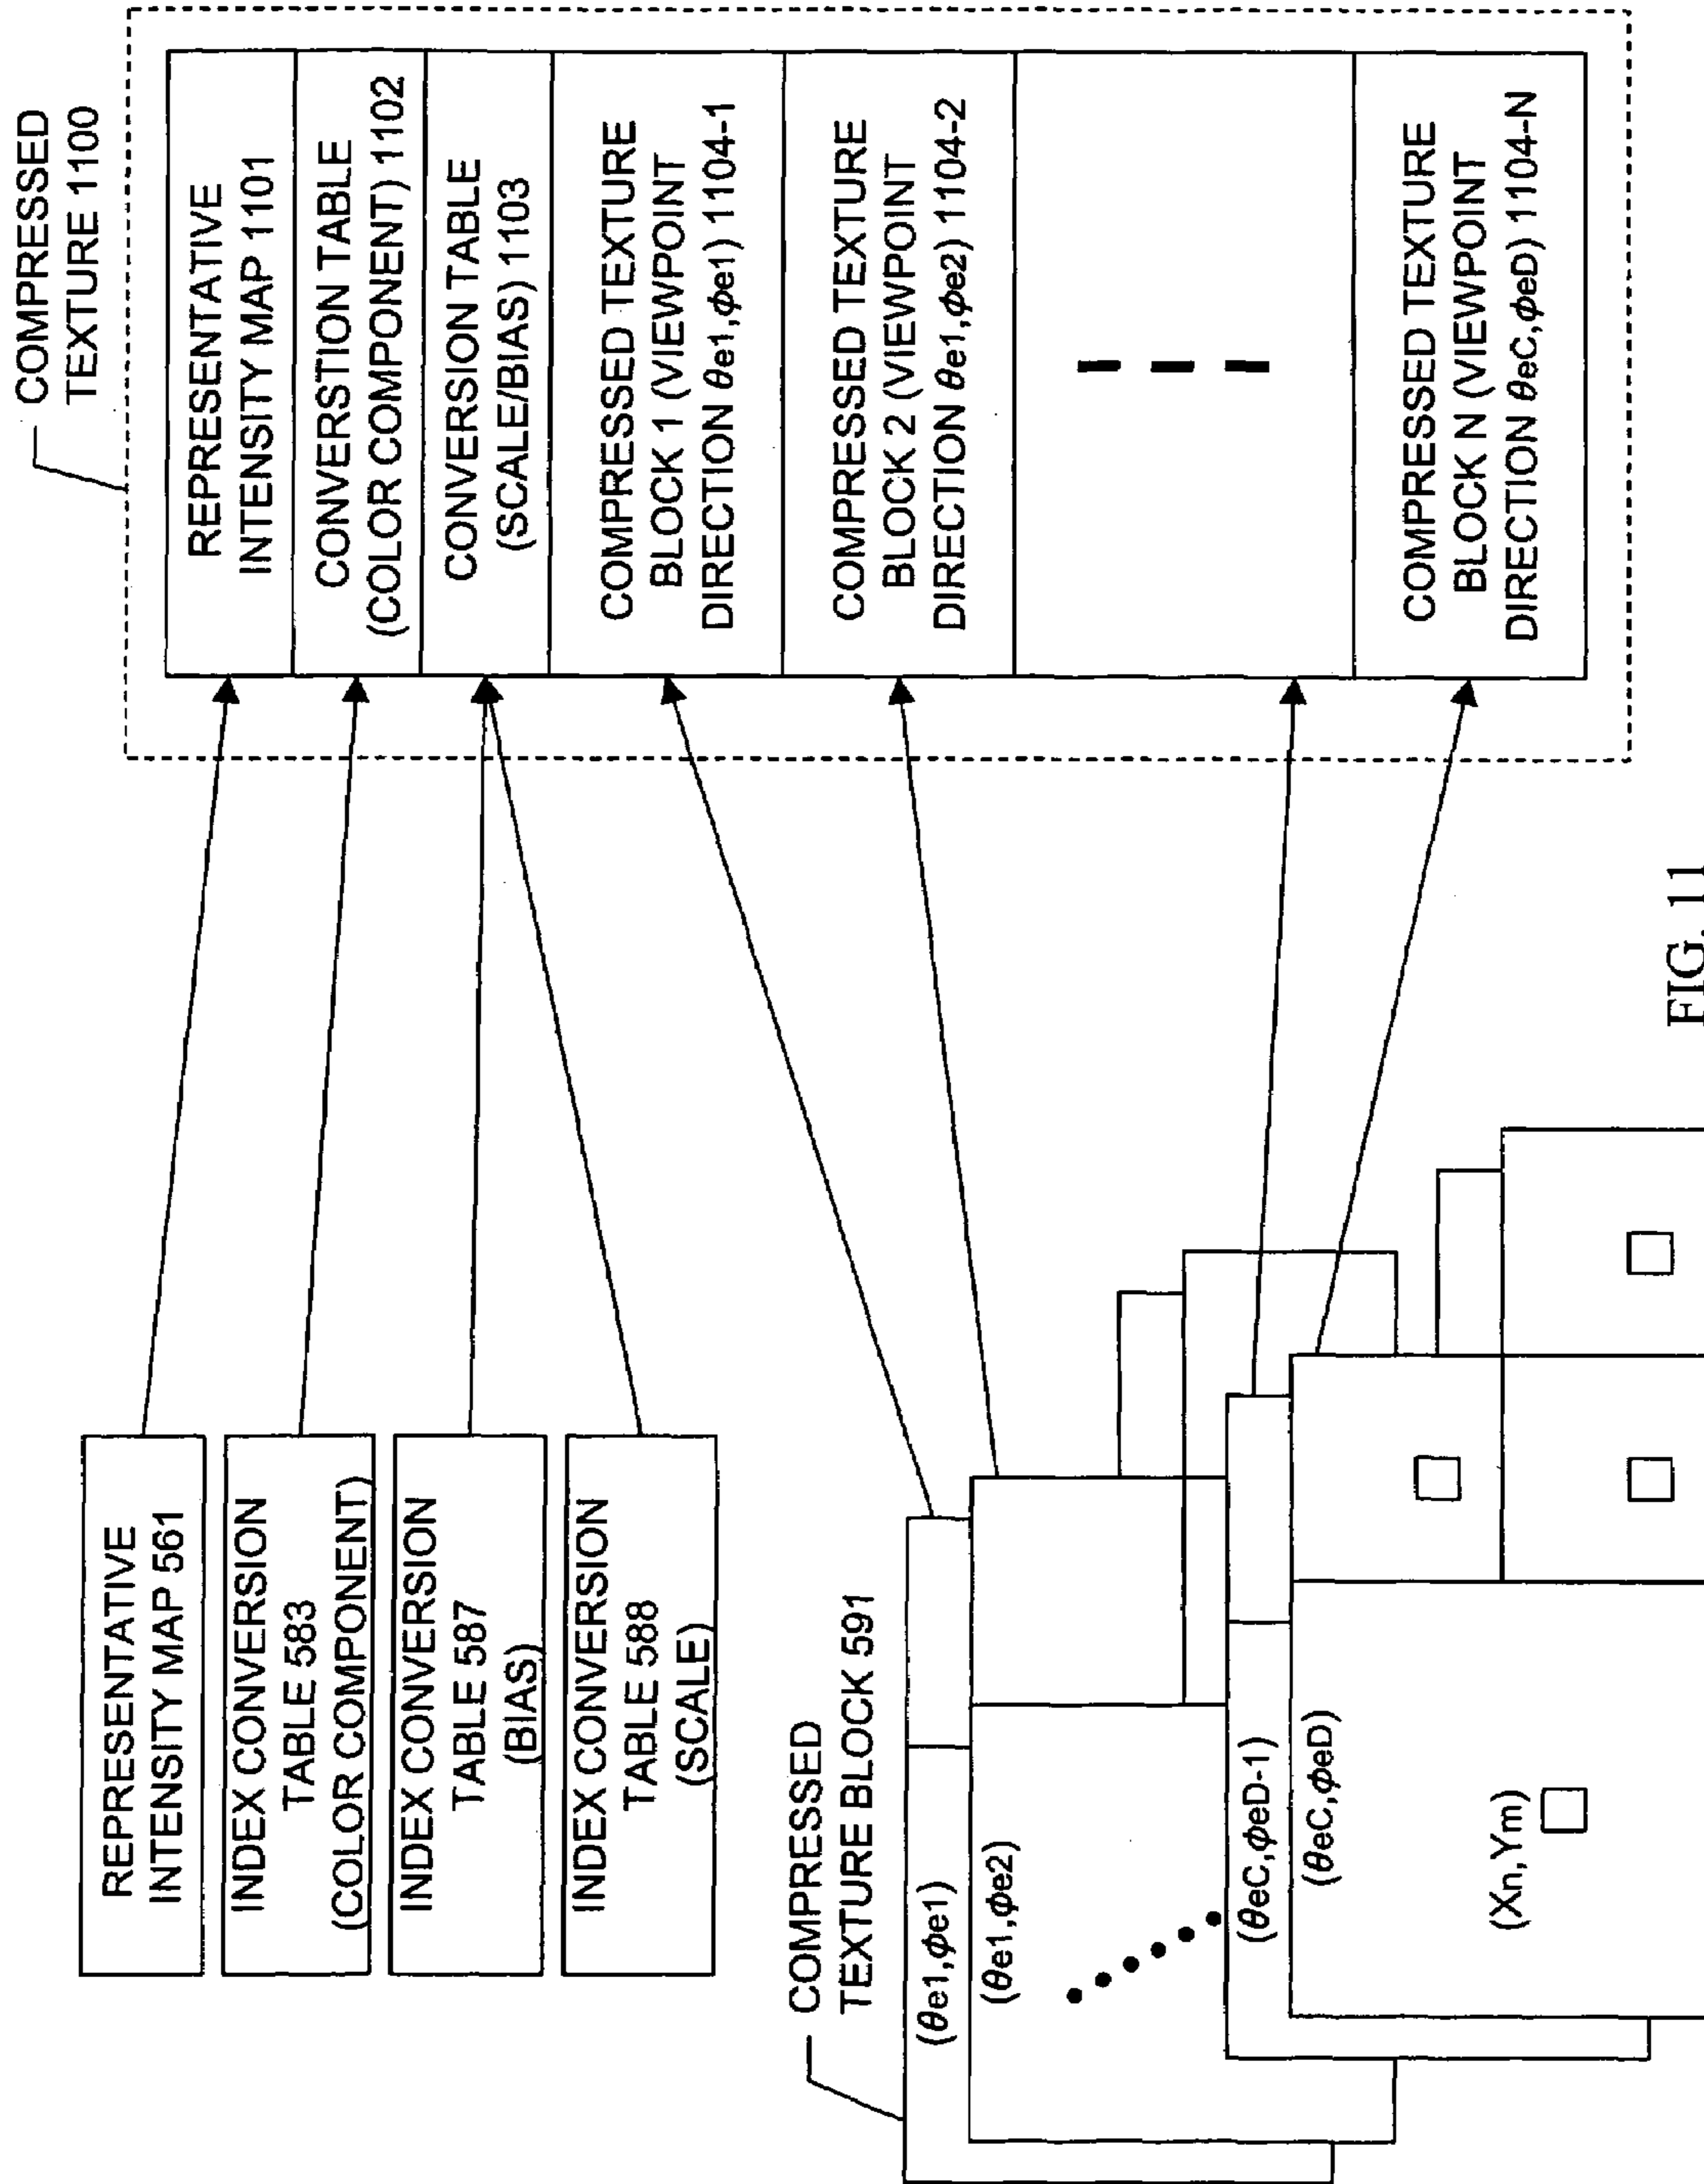 COMPRESSED
TEXTURE 1100
REPRESENTATIVE
INTENSITY MAP 1101
CONVERSTION TABLE
(COLOR COMPONENT) 1102
CONVERSION TABLE
(SCALE/BIAS) 1103
COMPRESSED TEXTURE
BLOCK 1 (VIEWPOINT
DIRECTION θe1,ϕe1) 1104-1
COMPRESSED TEXTURE
BLOCK 2 (VIEWPOINT
DIRECTION θe1,ϕe2) 1104-2
COMPRESSED TEXTURE
BLOCK N (VIEWPOINT
DIRECTION θeC,ϕeD) 1104-N
REPRESENTATIVE
INTENSITY MAP 561
INDEX CONVERSION
TABLE 583
(COLOR COMPONENT)
INDEX CONVERSION
TABLE 587
(BIAS)
INDEX CONVERSION
TABLE 588
(SCALE)
COMPRESSED
TEXTURE BLOCK 591
(θe1,ϕe1)
(θe1,ϕe2)
(θeC,ϕeD-1)
(θeC,ϕeD)
(Xn,Ym)
FIG. 11